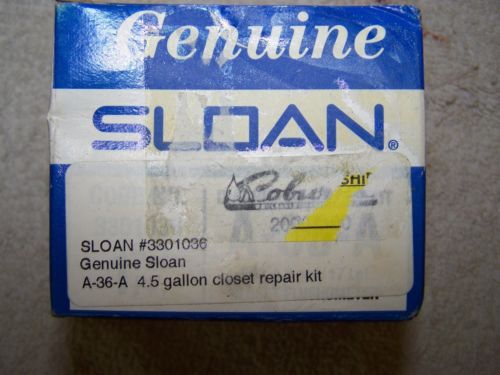 Genuine
SLOAN®
SLOAN #3301036
Genuine Sloan
A-36-A 4.5 gallon closet repair kit